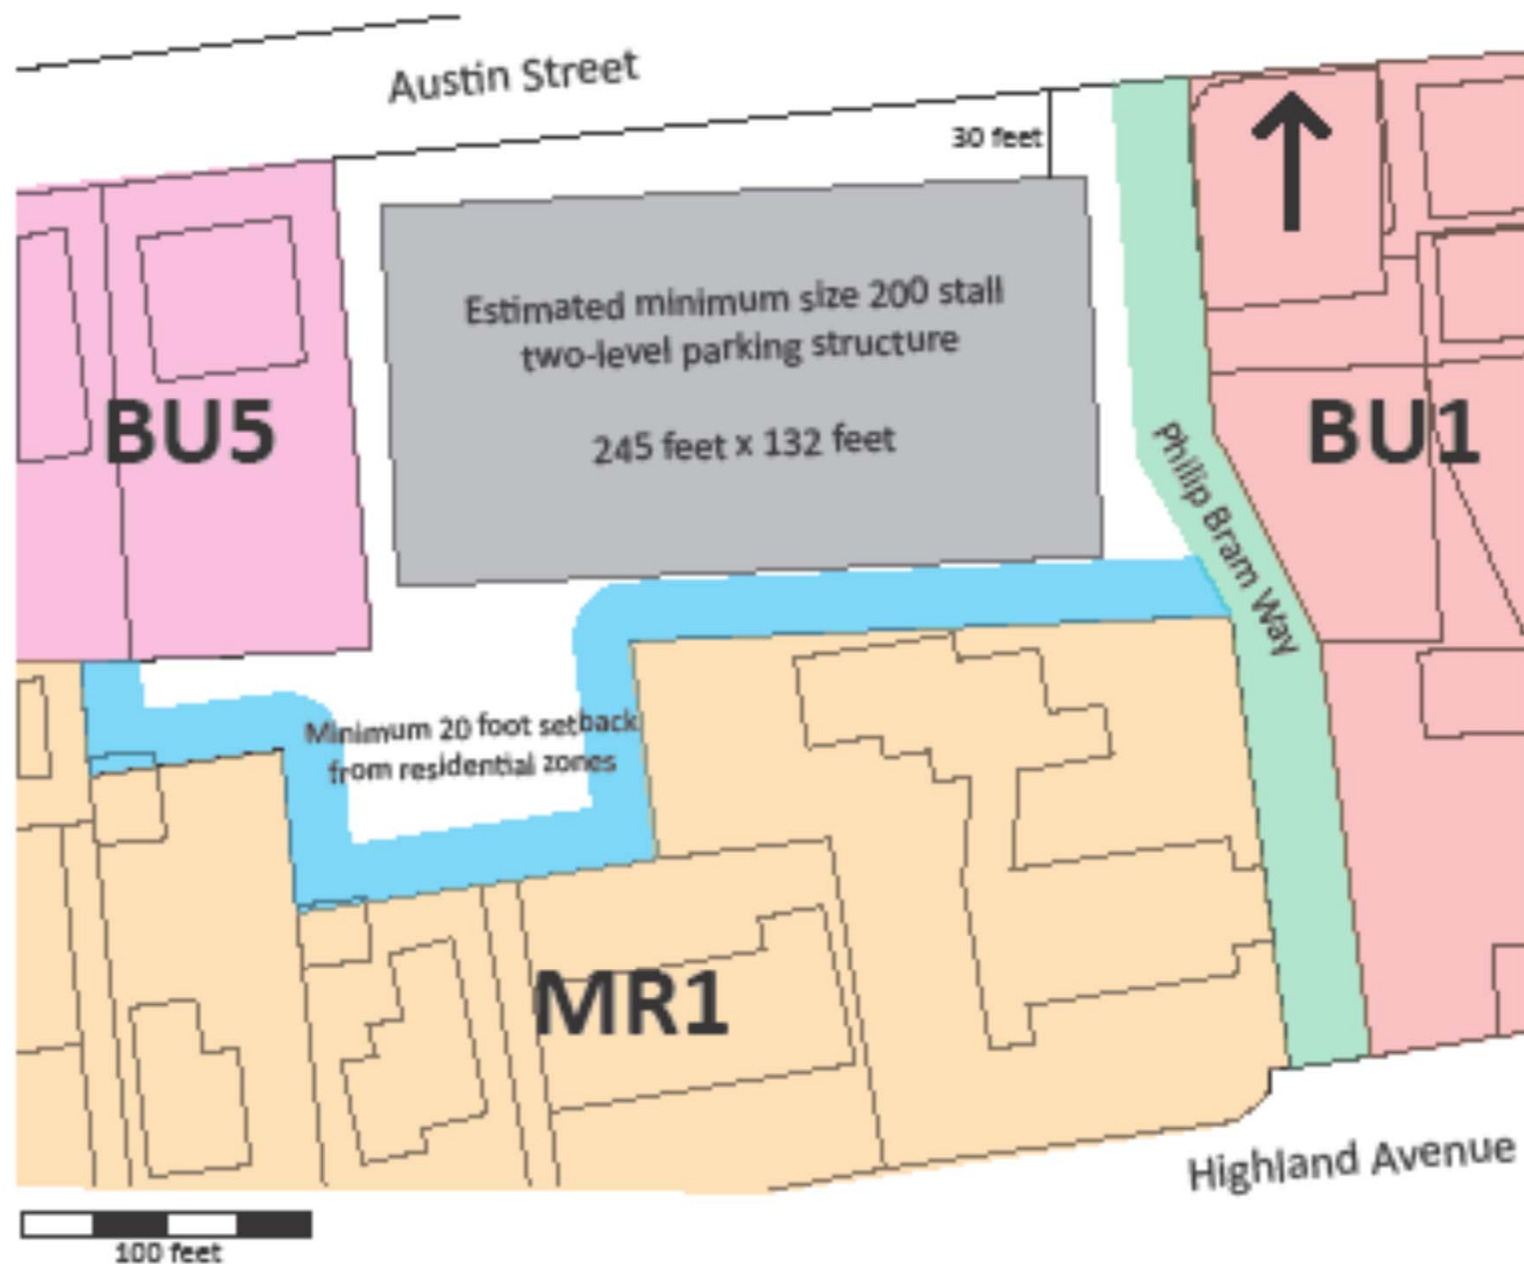 Austin Street
30 feet
Estimated minimum size 200 stall
two-level parking structure
245 feet x 132 feet
BU5
BU1
Philip Bram Way
Minimum 20 foot setback
from residential zones
MR1
Highland Avenue
100 feet